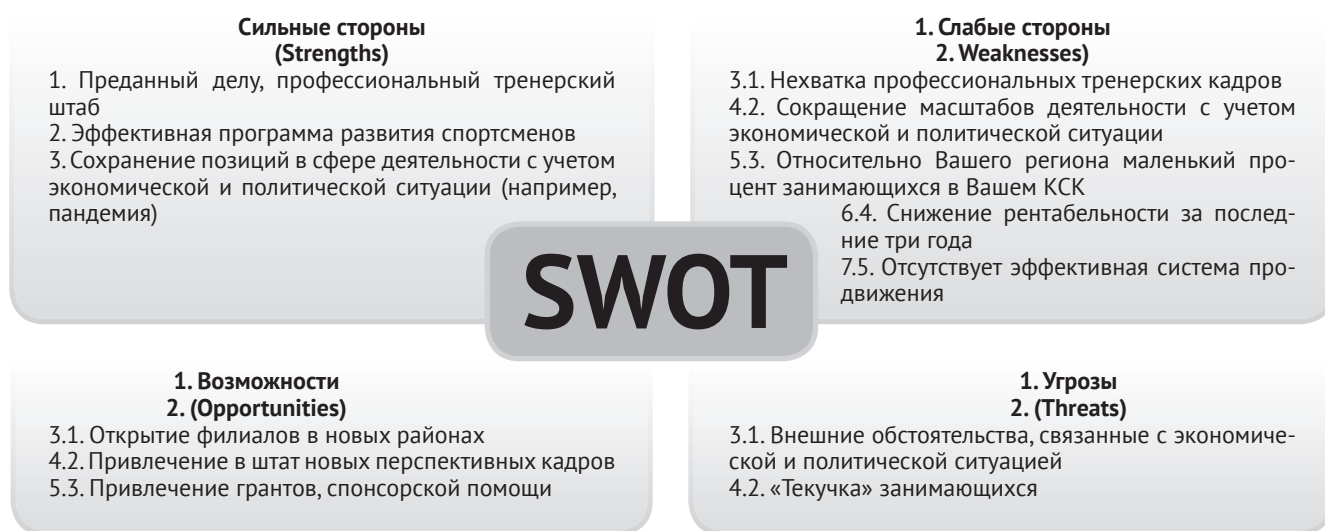 Сильные стороны
(Strengths)
1. Преданный делу, профессиональный тренерский
штаб
2. Эффективная программа развития спортсменов
3. Сохранение позиций в сфере деятельности с учетом
экономической и политической ситуации (например,
пандемия)
1. Слабые стороны
2. Weaknesses)
3.1. Нехватка профессиональных тренерских кадров
4.2. Сокращение масштабов деятельности с учетом
экономической и политической ситуации
5.3. Относительно Вашего региона маленький про-
цент занимающихся в Вашем КСК
6.4. Снижение рентабельности за послед-
ние три года
7.5. Отсутствует эффективная система про-
движения
SWOT
1. Возможности
2. (Opportunities)
3.1. Открытие филиалов в новых районах
4.2. Привлечение в штат новых перспективных кадров
5.3. Привлечение грантов, спонсорской помощи
1. Угрозы
2. (Threats)
3.1. Внешние обстоятельства, связанные с экономиче-
ской и политической ситуацией
4.2. «Текучка» занимающихся